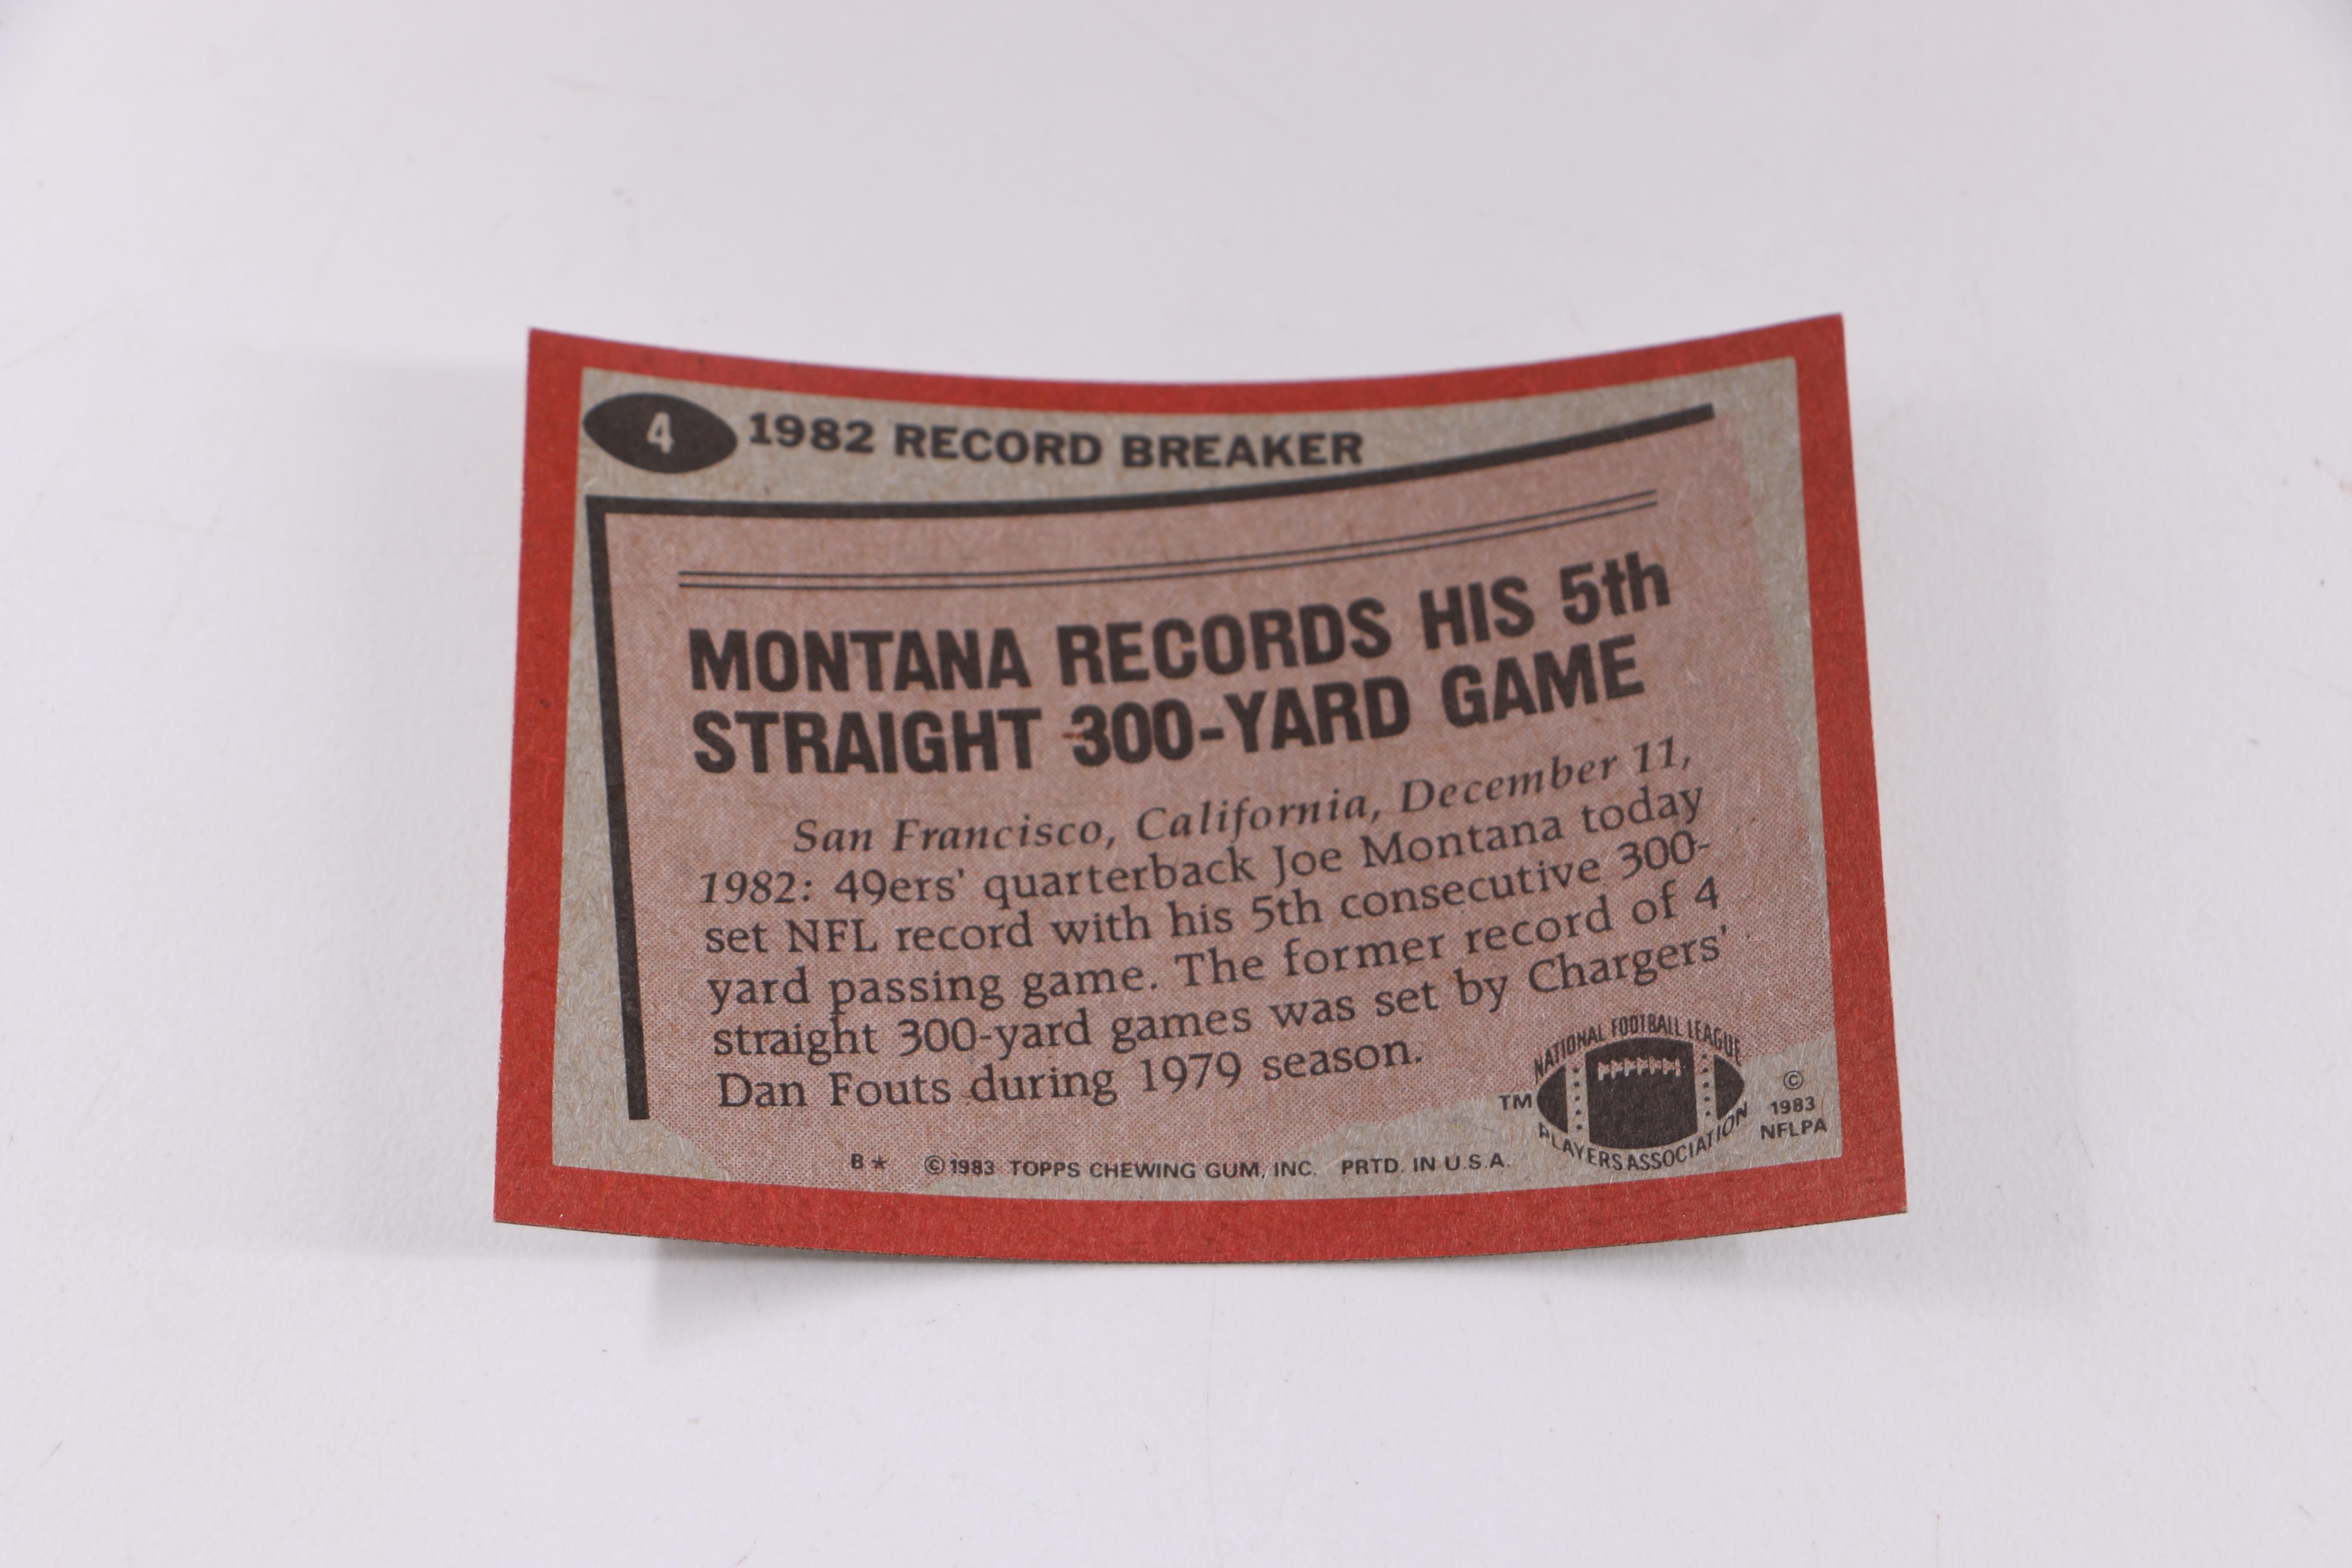 4 1982 RECORD BREAKER
MONTANA RECORDS HIS 5th
STRAIGHT 300-YARD GAME
San Francisco, California, December 11,
1982: 49ers' quarterback Joe Montana today
set NFL record with his 5th consecutive 300-
yard passing game. The former record of 4
straight 300-yard games was set by Chargers'
Dan Fouts during 1979 season.
NATIONAL FOOTBALL LEAGUE
TM
PLAYERS ASSOCIATION
©
1983
NFLPA
B* ©1983 TOPPS CHEWING GUM, INC. PRTD. IN U.S.A.